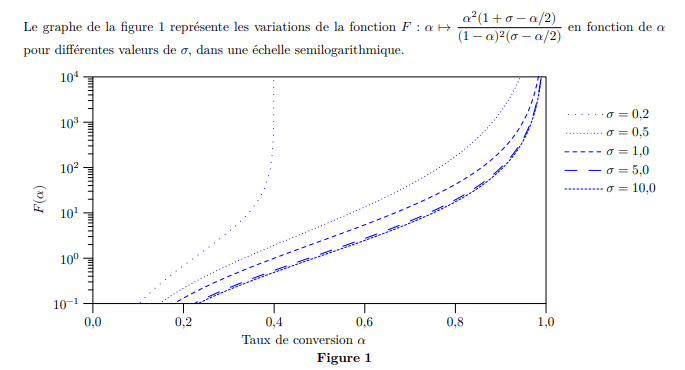 Le graphe de la figure 1 représente les variations de la fonction F : α ↦ α²(1 + σ − α/2) / (1 − α)²(σ − α/2) en fonction de α
pour différentes valeurs de σ, dans une échelle semilogarithmique.
10⁴
10³
10²
10¹
10⁰
10⁻¹
F(α)
0,0 0,2 0,4 0,6 0,8 1,0
Taux de conversion α
σ = 0,2
σ = 0,5
σ = 1,0
σ = 5,0
σ = 10,0
Figure 1